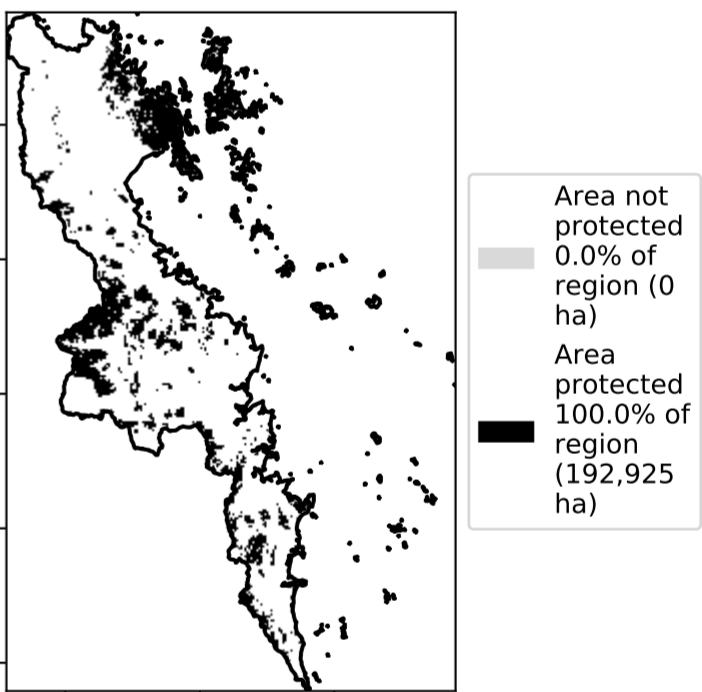 Area not
protected
0.0% of
region (0
ha)
Area
protected
100.0% of
region
(192,925
ha)